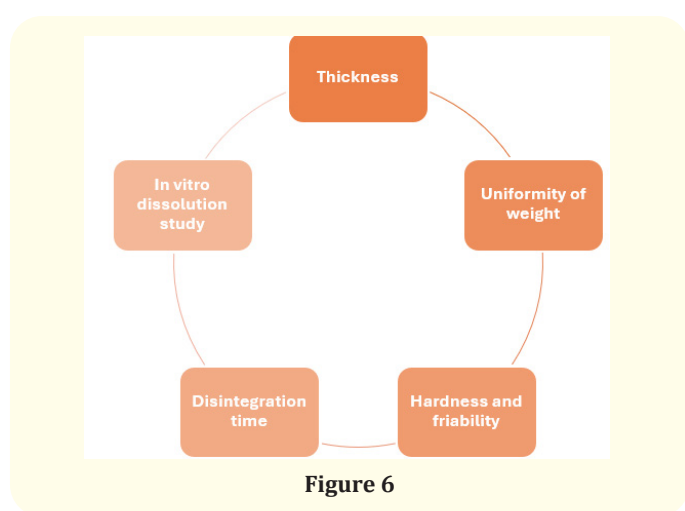 Thickness
Uniformity of
weight
Hardness and
friability
Disintegration
time
In vitro
dissolution
study
Figure 6